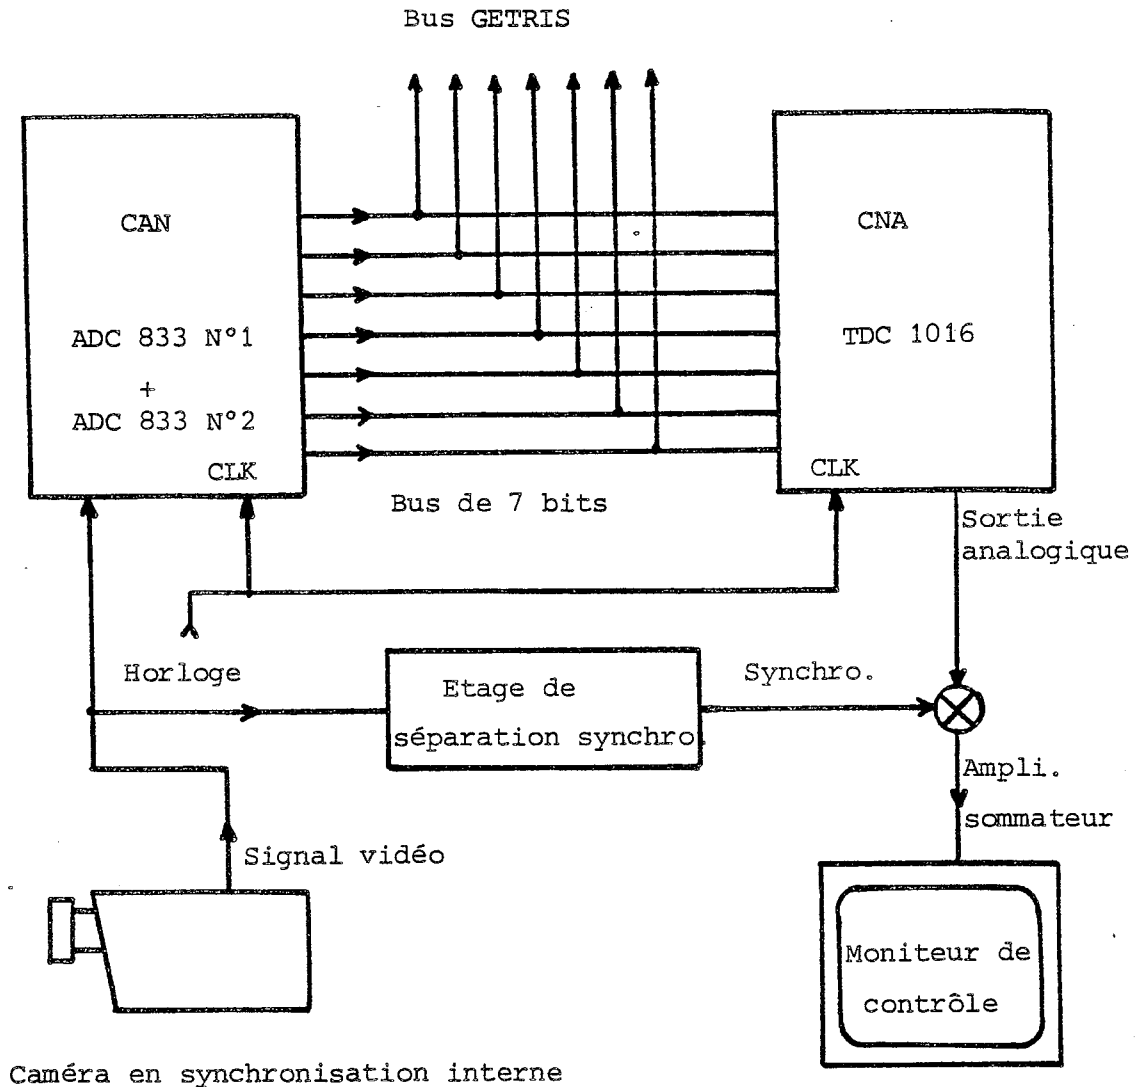 Bus GETRIS
CAN
CNA
ADC 833 N°1
+
ADC 833 N°2
TDC 1016
CLK
CLK
Bus de 7 bits
Sortie
analogique
Horloge
Etage de
séparation synchro.
Synchro.
Ampli.
sommateur
Signal vidéo
Moniteur de
contrôle
Caméra en synchronisation interne